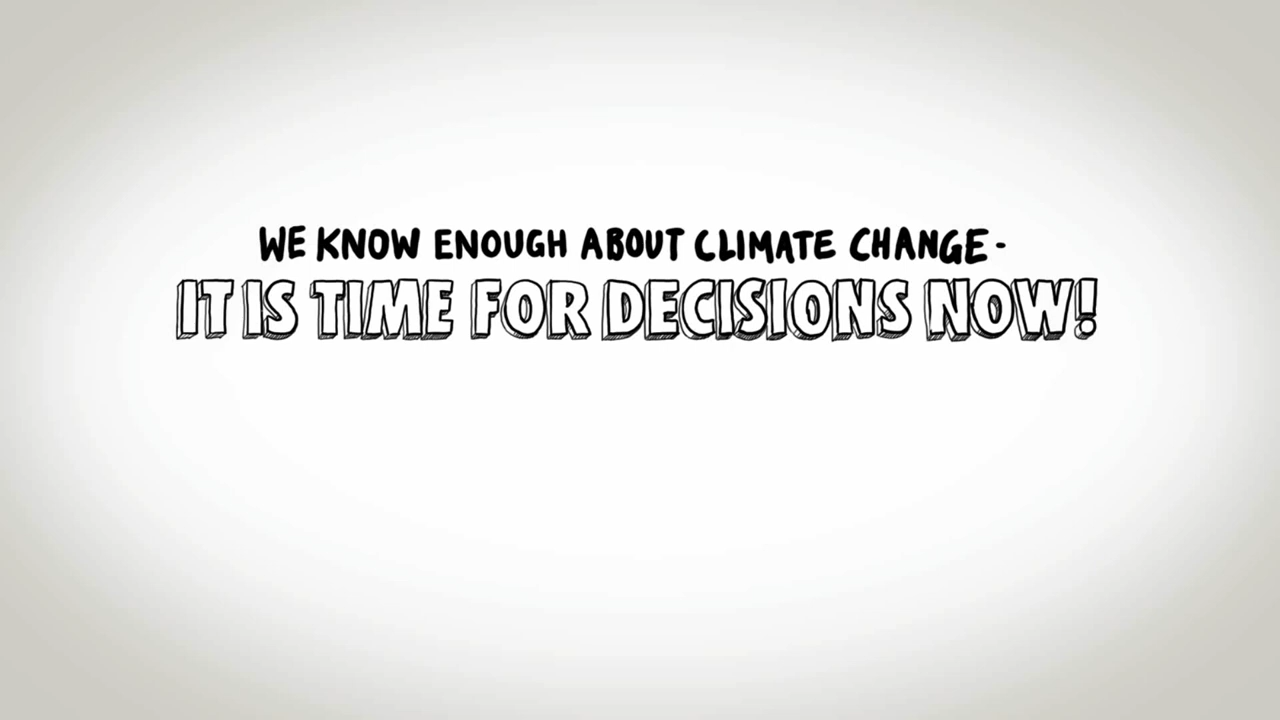 WE KNOW ENOUGH ABOUT CLIMATE CHANGE -
IT IS TIME FOR DECISIONS NOW!